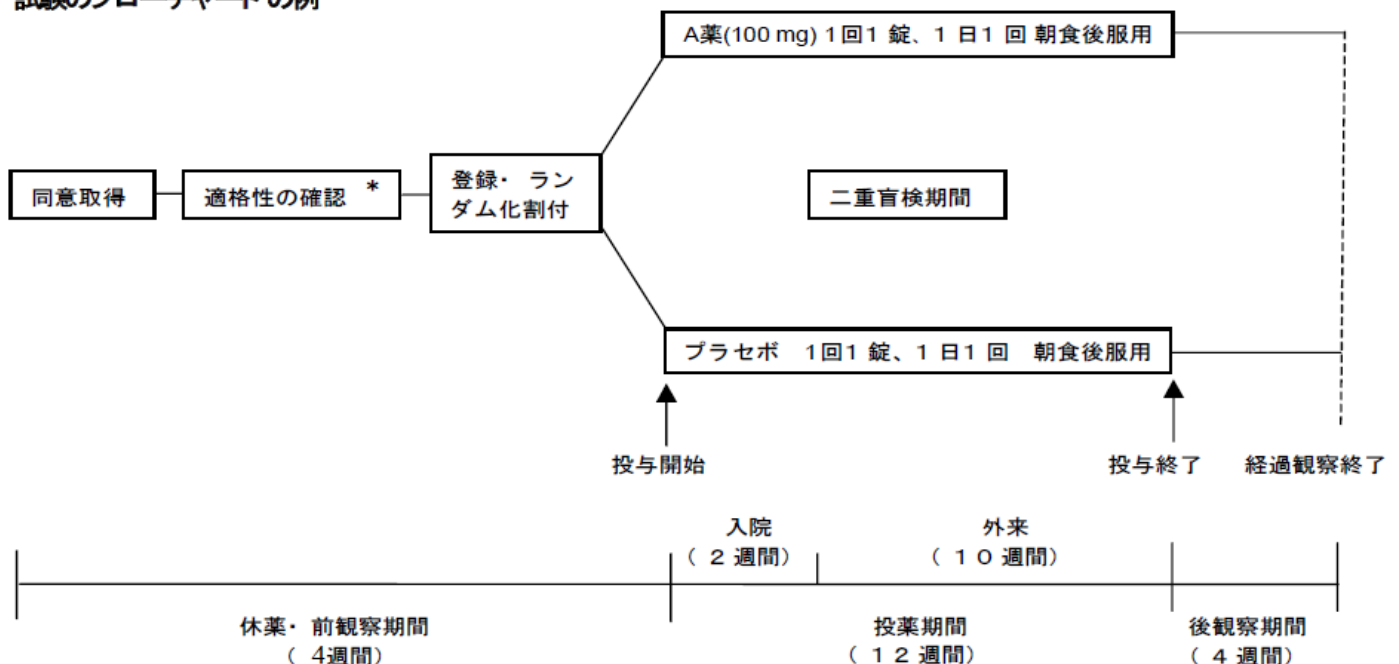 試験のフローチャートの例
A薬(100 mg) 1回1 錠、1 日1 回 朝食後服用
同意取得
適格性の確認 *
登録・ ラン
ダム化割付
二重盲検期間
プラセボ 1回1 錠、1 日1 回 朝食後服用
投与開始
投与終了
経過観察終了
入院
（ 2 週間）
外来
（ 1 0 週間）
休薬・ 前観察期間
（ 4週間）
投薬期間
（ 1 2 週間）
後観察期間
（ 4 週間）